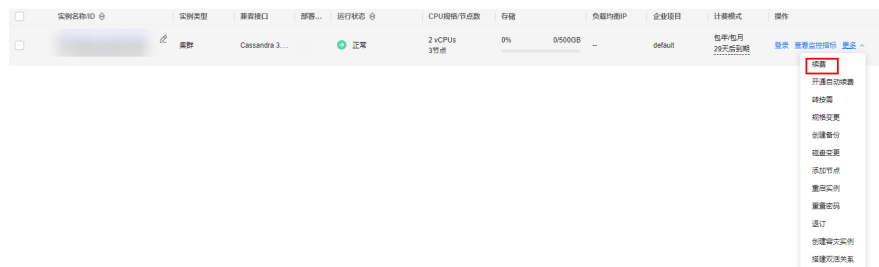 实例名称/ID 实例类型 兼容接口 部署... 运行状态 CPU规格/节点数 存储 负载均衡IP 企业项目 计费模式 操作
集群 Cassandra 3.... 正常 2 vCPUs 0% 0/500GB -- default 包年/包月 登录 查看监控指标 更多
3节点 29天后到期
续费
开通自动续费
转按需
规格变更
创建备份
磁盘变更
添加节点
重启实例
重置密码
退订
创建容灾实例
搭建双活关系